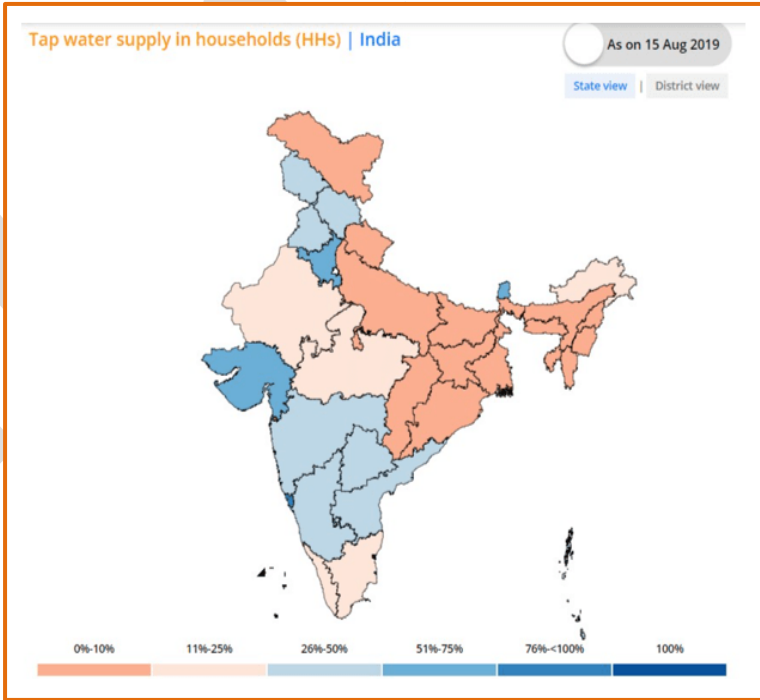 Tap water supply in households (HHs) | India
As on 15 Aug 2019
State view | District view
0%-10% 11%-25% 26%-50% 51%-75% 76%-<100% 100%